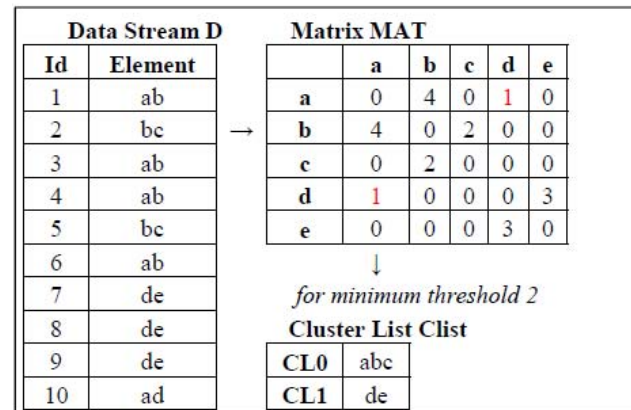 Data Stream D
Id Element
1 ab
2 bc
3 ab
4 ab
5 bc
6 ab
7 de
8 de
9 de
10 ad
→
Matrix MAT
a b c d e
a 0 4 0 1 0
b 4 0 2 0 0
c 0 2 0 0 0
d 1 0 0 0 3
e 0 0 0 3 0
↓
for minimum threshold 2
Cluster List Clist
CL0 abc
CL1 de